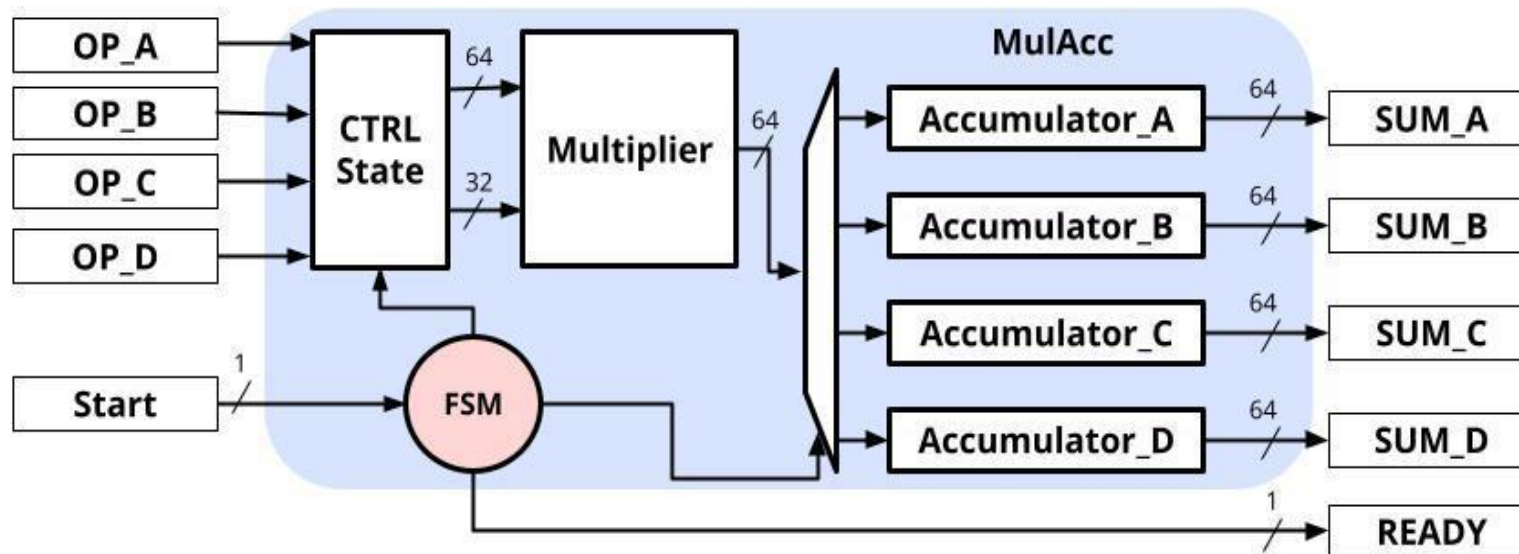 OP_A
OP_B
OP_C
OP_D
Start
CTRL
State
64
32
Multiplier
64
FSM
MulAcc
Accumulator_A
Accumulator_B
Accumulator_C
Accumulator_D
64
64
64
64
1
1
SUM_A
SUM_B
SUM_C
SUM_D
READY